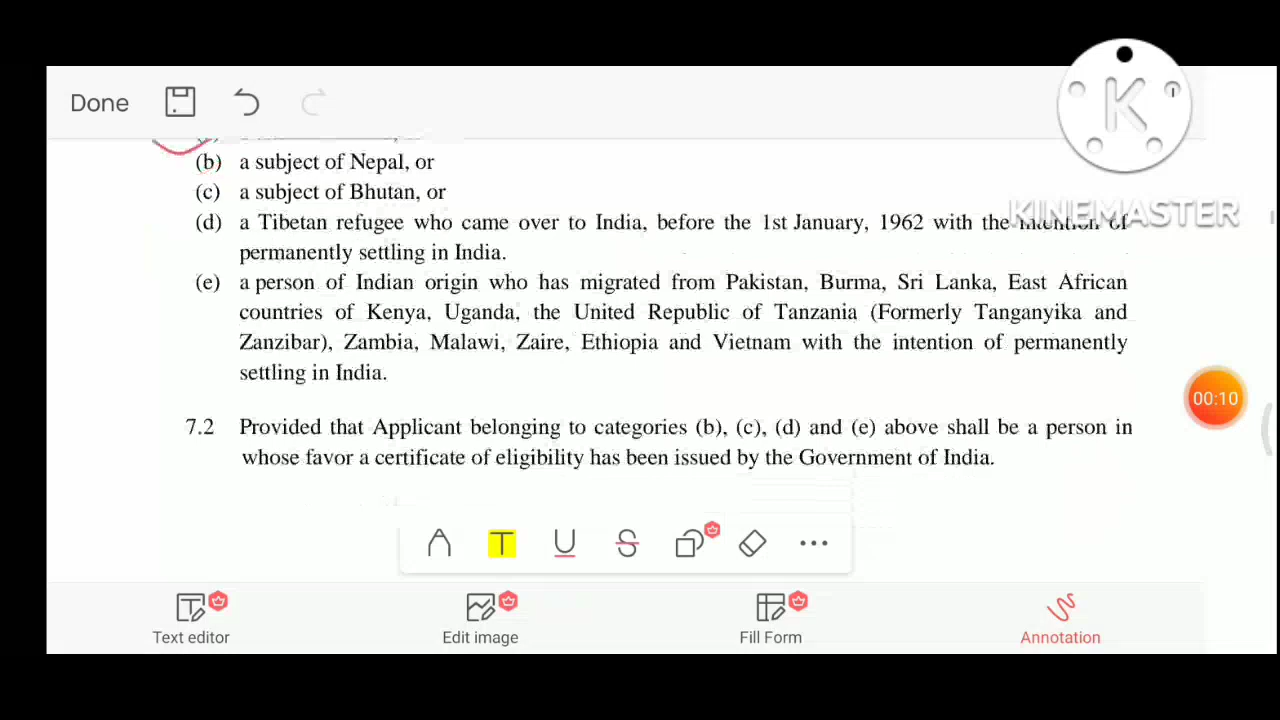 Done
K
KINEMASTER
(b) a subject of Nepal, or
(c) a subject of Bhutan, or
(d) a Tibetan refugee who came over to India, before the 1st January, 1962 with the intention of
permanently settling in India.
(e) a person of Indian origin who has migrated from Pakistan, Burma, Sri Lanka, East African
countries of Kenya, Uganda, the United Republic of Tanzania (Formerly Tanganyika and
Zanzibar), Zambia, Malawi, Zaire, Ethiopia and Vietnam with the intention of permanently
settling in India.
00:10
7.2 Provided that Applicant belonging to categories (b), (c), (d) and (e) above shall be a person in
whose favor a certificate of eligibility has been issued by the Government of India.
T U S
Text editor
Edit image
Fill Form
Annotation